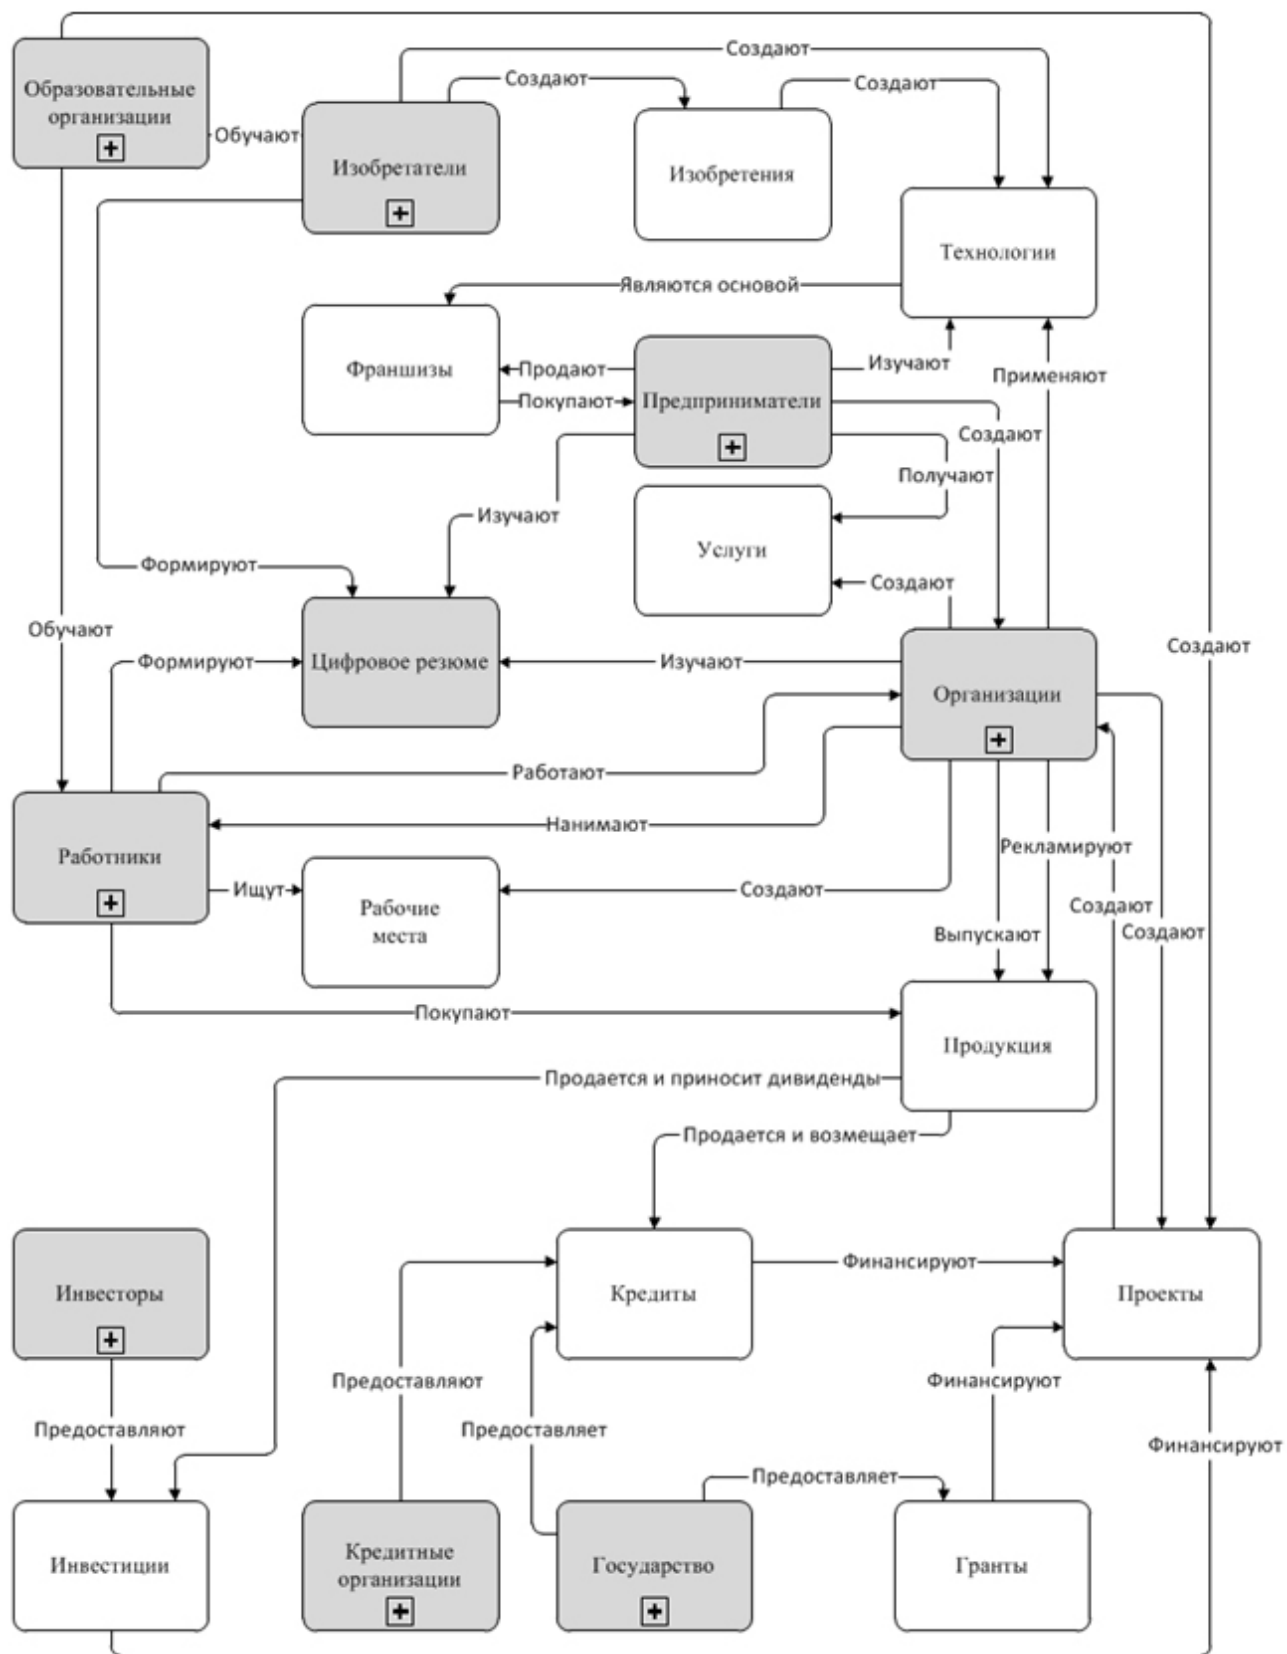 Создают
Создают
Создают
Образовательные
организации
Обучают
Изобретатели
Изобретения
Технологии
Являются основой
Франшизы
Продают
Покупают
Предприниматели
Изучают
Применяют
Создают
Получают
Изучают
Услуги
Формируют
Создают
Обучают
Формируют
Цифровое резюме
Изучают
Создают
Организации
Работают
Нанимают
Работники
Рекламируют
Ищут
Рабочие
места
Создают
Создают
Выпускают
Создают
Покупают
Продукция
Продается и приносит дивиденды
Продается и возмещает
Инвесторы
Кредиты
Финансируют
Проекты
Предоставляют
Финансируют
Предоставляют
Предоставляет
Финансируют
Предоставляет
Инвестиции
Кредитные
организации
Государство
Гранты